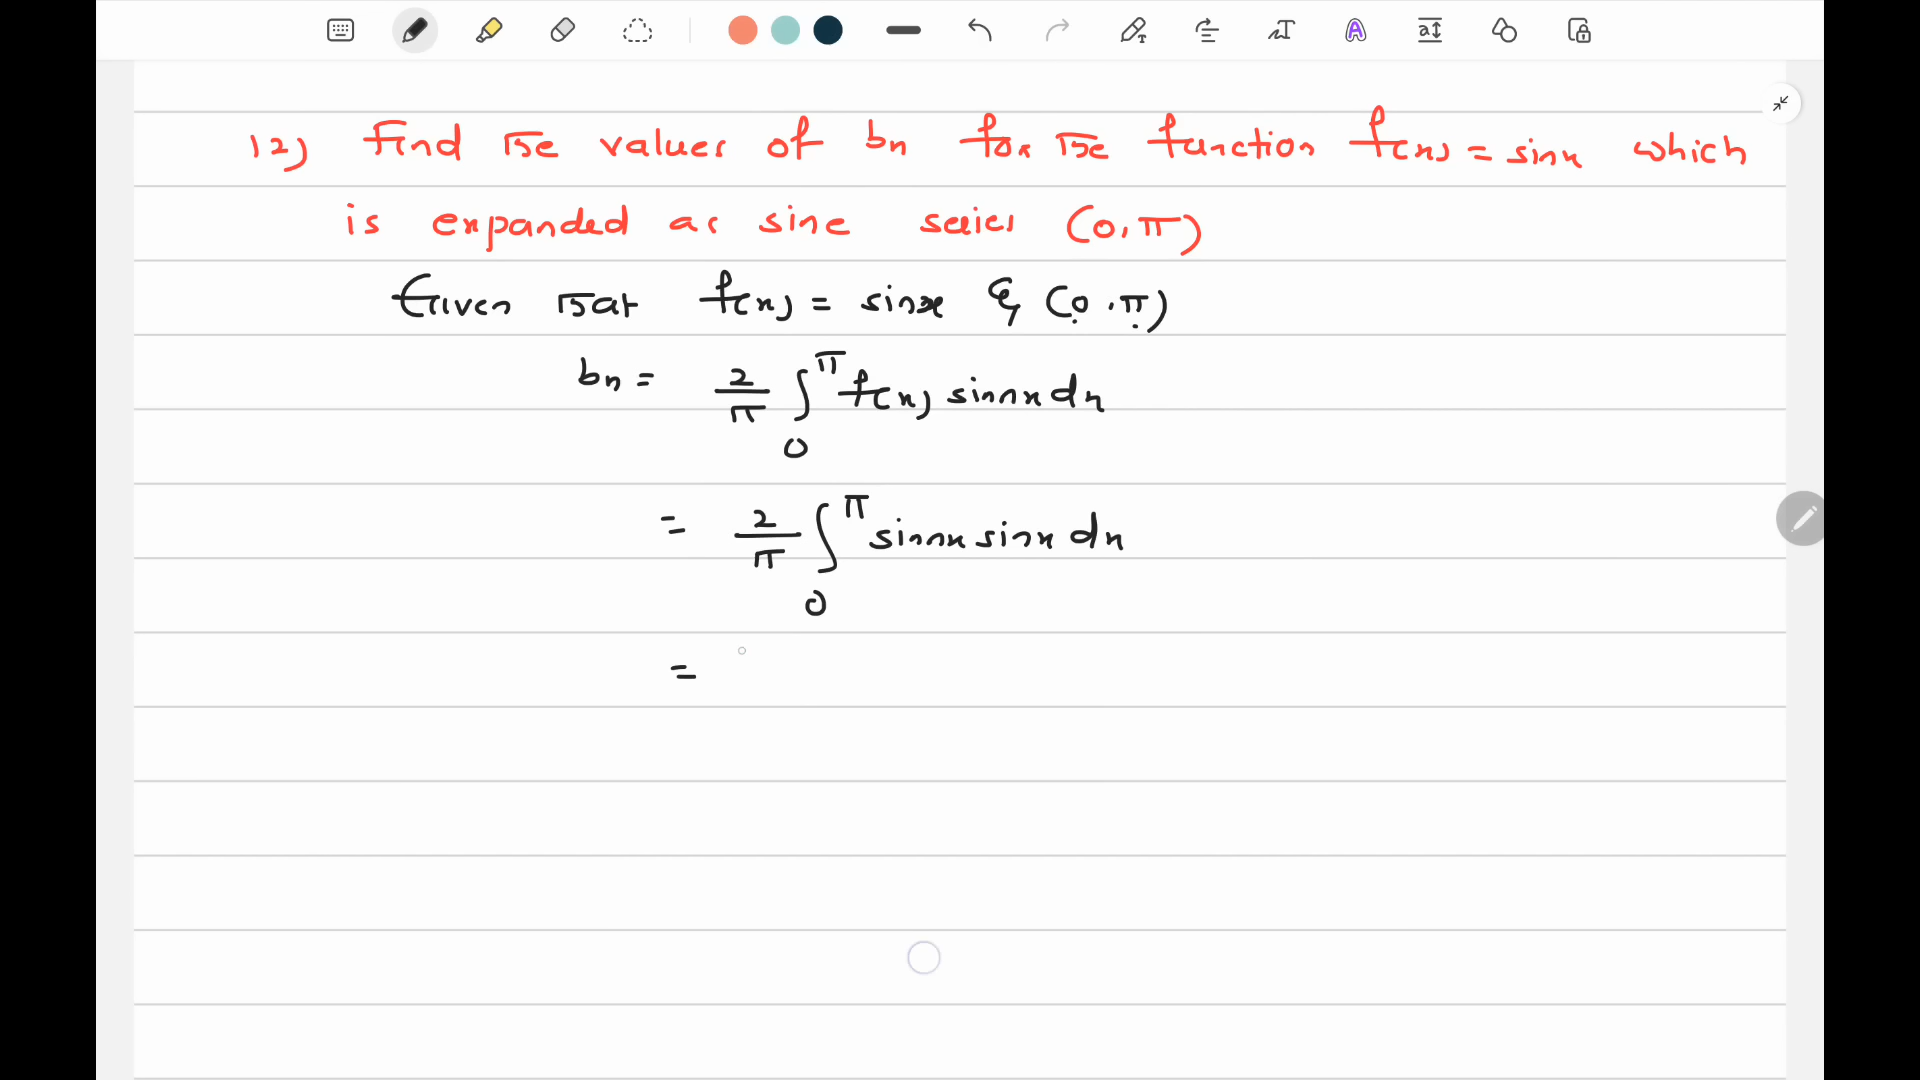 12) Find the values of bn for the function f(x) = sinx which
is expanded as sine series (0,π)
Given that f(x) = sinx & (0,π)
bn = 2/π ∫₀^π f(x) sinnx dx
= 2/π ∫₀^π sinnx sinx dx
=